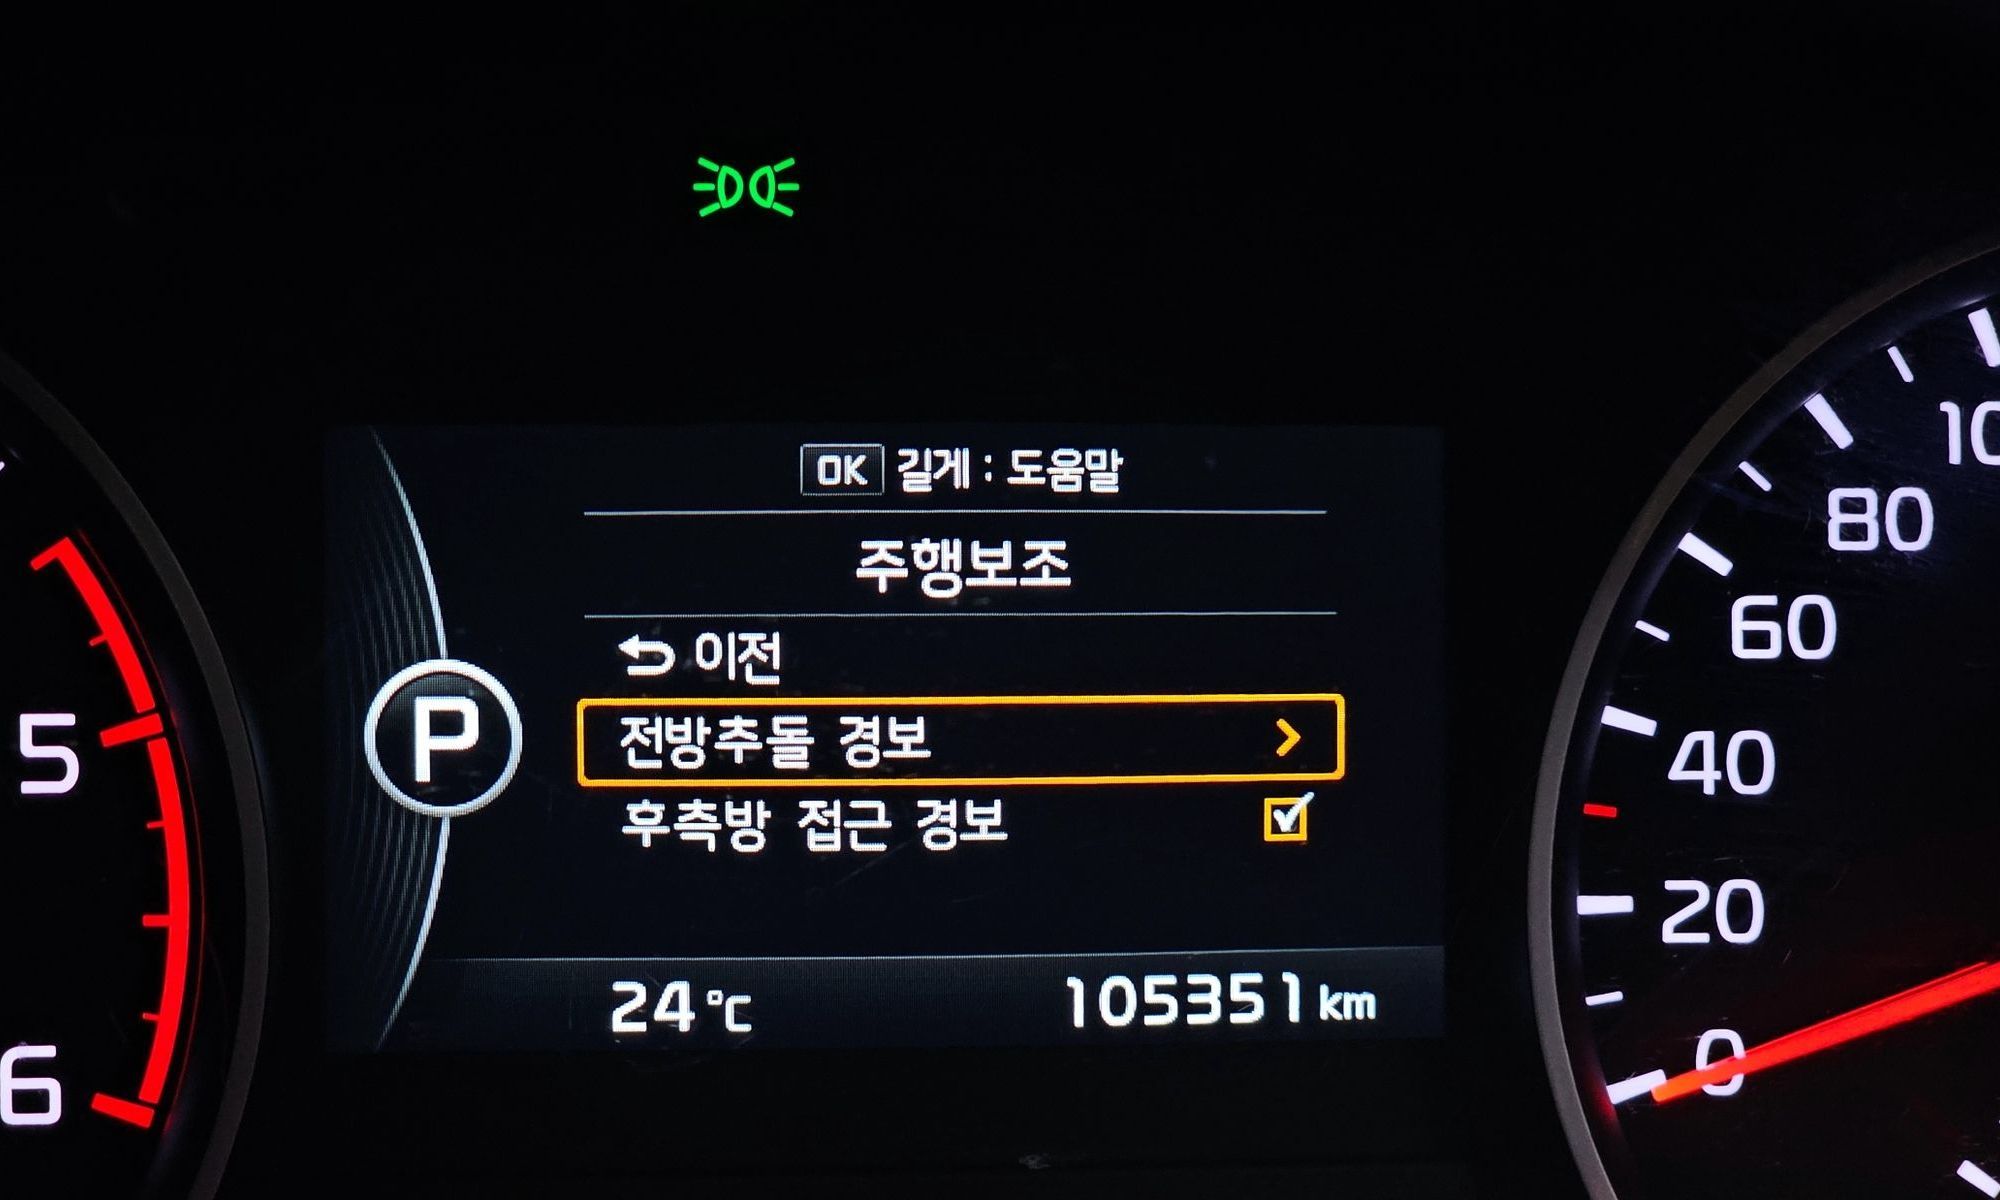 OK 길게 : 도움말
주행보조
이전
P
전방추돌 경보
후측방 접근 경보
24 °C
105351 km
5
6
80
60
40
20
0